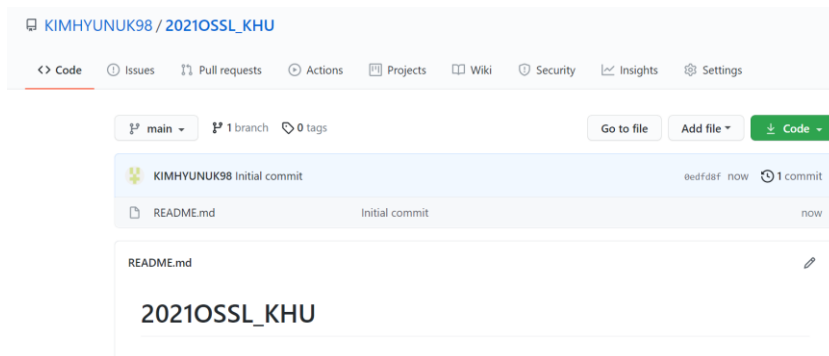 KIMHYUNUK98 / 2021OSSL_KHU
Code Issues Pull requests Actions Projects Wiki Security Insights Settings
main 1 branch 0 tags Go to file Add file Code
KIMHYUNUK98 Initial commit 0edfd8f now 1 commit
README.md Initial commit now
README.md
2021OSSL_KHU